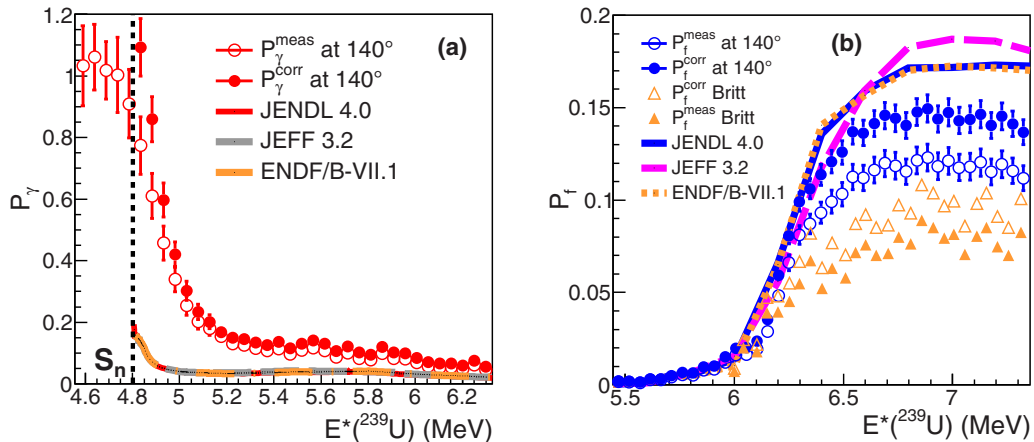 (a)
P_γ^meas at 140°
P_γ^corr at 140°
JENDL 4.0
JEFF 3.2
ENDF/B-VII.1
S_n
P_γ
0
0.2
0.4
0.6
0.8
1
1.2
4.6 4.8 5 5.2 5.4 5.6 5.8 6 6.2
E*(²³⁹U) (MeV)
(b)
P_f^meas at 140°
P_f^corr at 140°
P_f^corr Britt
P_f^meas Britt
JENDL 4.0
JEFF 3.2
ENDF/B-VII.1
P_f
0
0.05
0.1
0.15
0.2
5.5 6 6.5 7
E*(²³⁹U) (MeV)